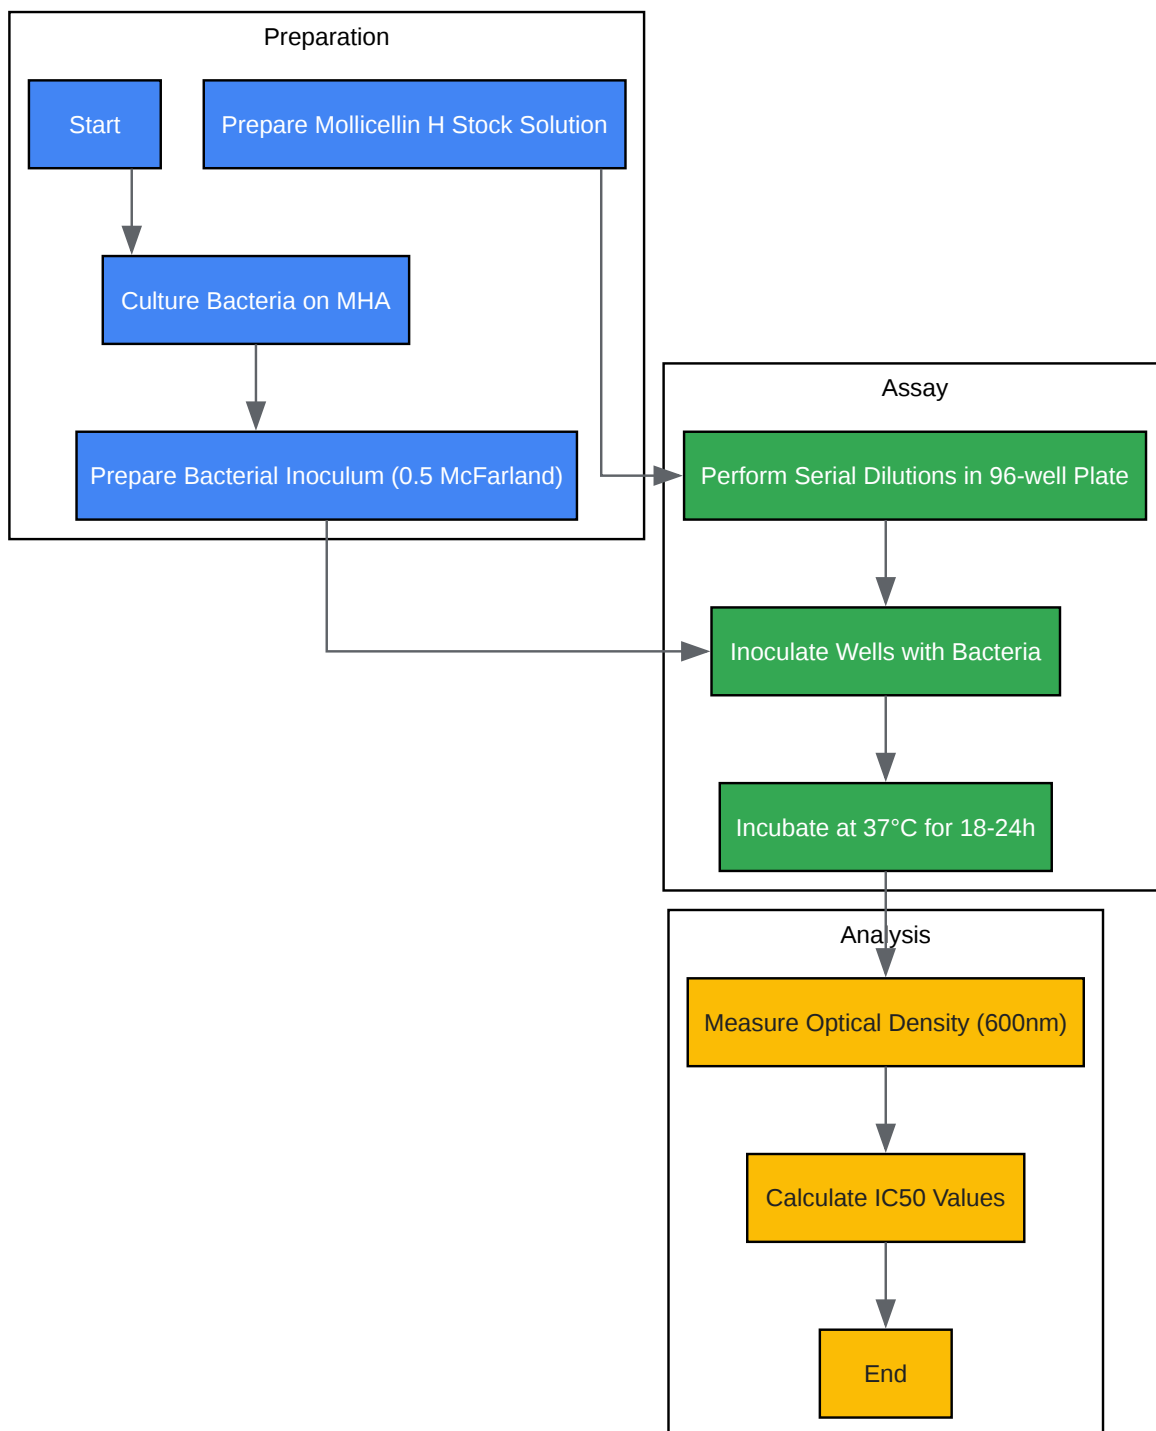 Preparation
Start
Prepare Mollicellin H Stock Solution
Culture Bacteria on MHA
Prepare Bacterial Inoculum (0.5 McFarland)
Assay
Perform Serial Dilutions in 96-well Plate
Inoculate Wells with Bacteria
Incubate at 37°C for 18-24h
Analysis
Measure Optical Density (600nm)
Calculate IC50 Values
End